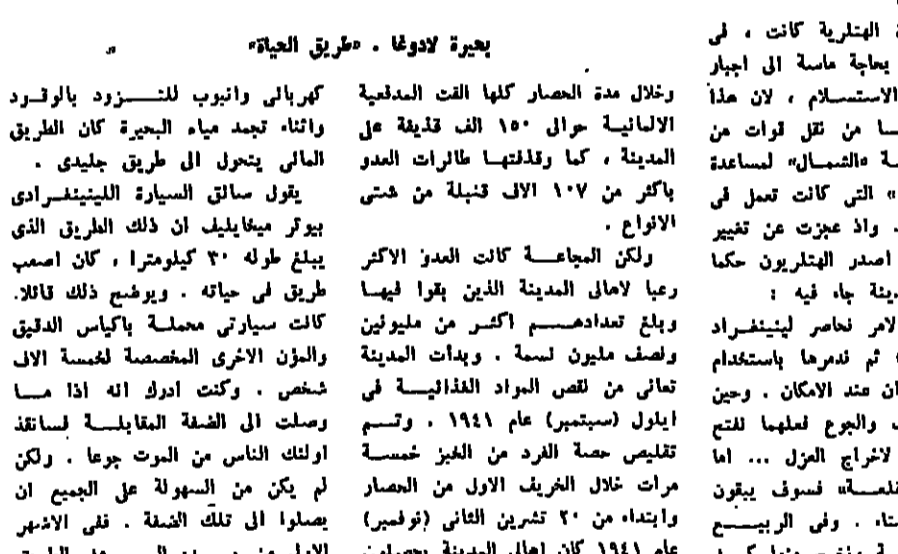 الهتلرية كانت ، فى
بحاجة ماسة الى اجبار
الاستسلام ، لان هذا
من نقل قوات من
«الشمال» لمساعدة
» التى كانت تعمل فى
واذ عجزت عن تغيير
اصدر الهتلريون حكما
جاء فيه :
الامر نحاصر لينينغراد
ثم ندمرها باستخدام
عند الامكان . وحين
والجوع فعلهما نفتح
لاخراج العزل ... اما
فسوف يبقون
وفى الربيع
بحيرة لادوغا . «طريق الحياة»
وخلال مدة الحصار كلها القت المدفعية
الالمانية حوالى ١٥٠ الف قذيفة على
المدينة ، كما وقذفتها طائرات العدو
باكثر من ١٠٧ الاف قنبلة من شتى
الانواع .
ولكن المجاعة كانت العدو الاكثر
رعبا لاهالى المدينة الذين بقوا فيها
وبلغ تعدادهم اكثر من مليونين
ونصف مليون نسمة . وبدأت المدينة
تعانى من نقص المواد الغذائية فى
ايلول (سبتمبر) عام ١٩٤١ . وتم
تقليص حصة الفرد من الخبز خمسة
مرات خلال الخريف الاول من الحصار
وابتداء من ٢٠ تشرين الثانى (نوفمبر)
عام ١٩٤١ كان اهالى المدينة يحصلون
كهربائى وانبوب للتزود بالوقود
واثناء تجمد مياه البحيرة كان الطريق
المائى يتحول الى طريق جليدى .
يقول سائق السيارة اللينينغرادى
بيوتر ميخايليف ان ذلك الطريق الذى
يبلغ طوله ٣٠ كيلومترا ، كان اصعب
طريق فى حياته . ويوضح ذلك قائلا.
كانت سيارتى محملة باكياس الدقيق
والمؤن الاخرى المخصصة لخمسة الاف
شخص . وكنت ادرك انه اذا ما
وصلت الى الضفة المقابلة فسانقذ
اولئك الناس من الموت جوعا . ولكن
لم يكن من السهولة على الجميع ان
يصلوا الى تلك الضفة . ففى الاشهر